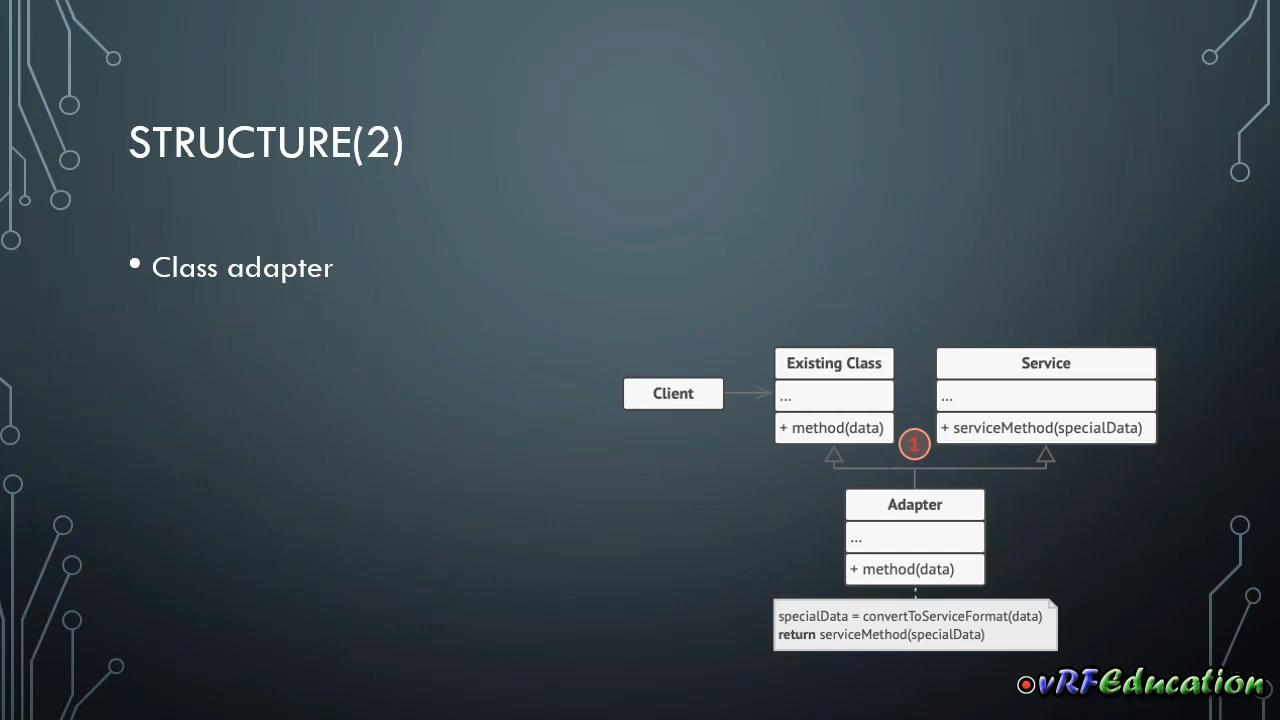 STRUCTURE(2)
• Class adapter
Client
Existing Class
...
+ method(data)
Service
...
+ serviceMethod(specialData)
1
Adapter
...
+ method(data)
specialData = convertToServiceFormat(data)
return serviceMethod(specialData)
vRFEducation